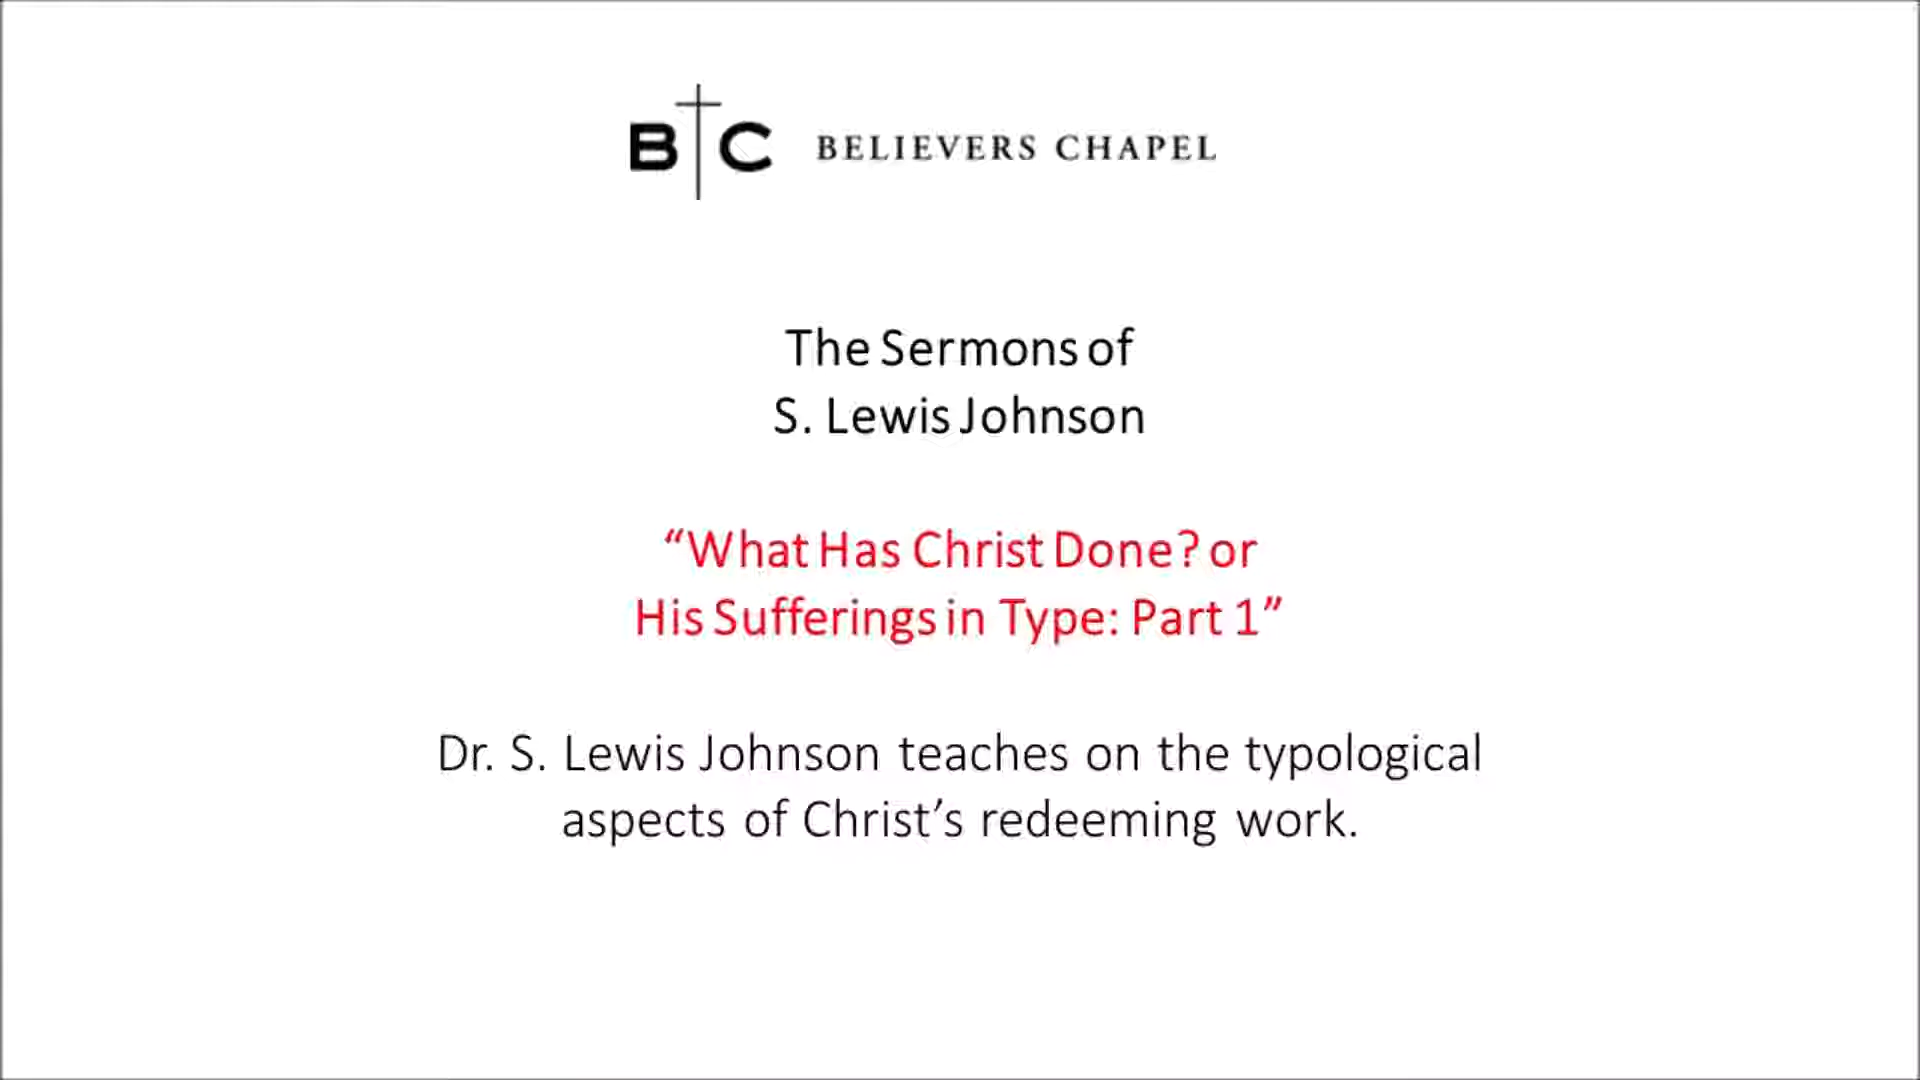 B C BELIEVERS CHAPEL
The Sermons of
S. Lewis Johnson
“What Has Christ Done? or
His Sufferings in Type: Part 1”
Dr. S. Lewis Johnson teaches on the typological
aspects of Christ’s redeeming work.